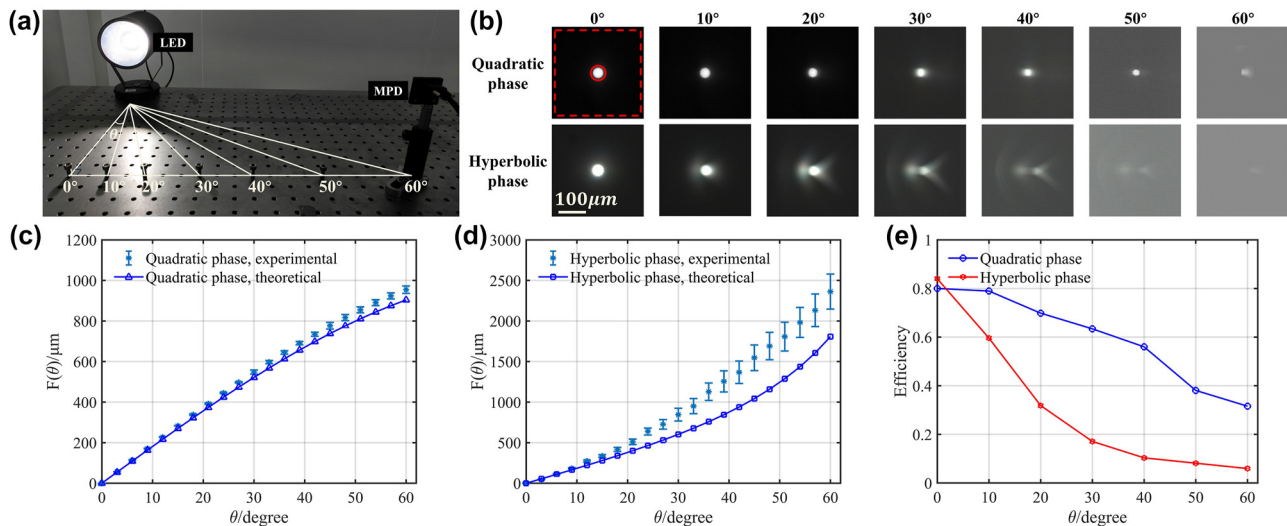 (a)
LED
MPD
θ
0° 10° 20° 30° 40° 50° 60°
(b)
0° 10° 20° 30° 40° 50° 60°
Quadratic
phase
Hyperbolic
phase
100μm
(c)
Quadratic phase, experimental
Quadratic phase, theoretical
F(θ)/μm
1200
1000
800
600
400
200
0
0 10 20 30 40 50 60
θ/degree
(d)
Hyperbolic phase, experimental
Hyperbolic phase, theoretical
F(θ)/μm
3000
2500
2000
1500
1000
500
0
0 10 20 30 40 50 60
θ/degree
(e)
Quadratic phase
Hyperbolic phase
Efficiency
1
0.8
0.6
0.4
0.2
0
0 10 20 30 40 50 60
θ/degree